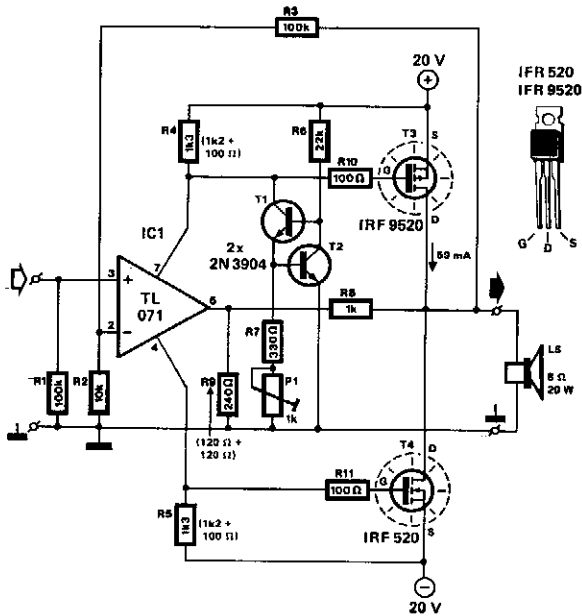 R3
100k
20 V
+
IFR 520
IFR 9520
R4
1k3
(1k2 +
100 Ω)
R6
22k
T3
S
R10
100Ω
G
D
IRF 9520
G
D
S
T1
IC1
2x
2N 3904
T2
59 mA
7
3
+
TL
071
6
2
−
4
R8
1k
R7
330Ω
R1
100k
R2
10k
R9
240Ω
P1
1k
(120 Ω +
120 Ω)
LS
8 Ω
20 W
T4
D
R11
100Ω
G
S
IRF 520
R5
1k3
(1k2 +
100 Ω)
−
20 V